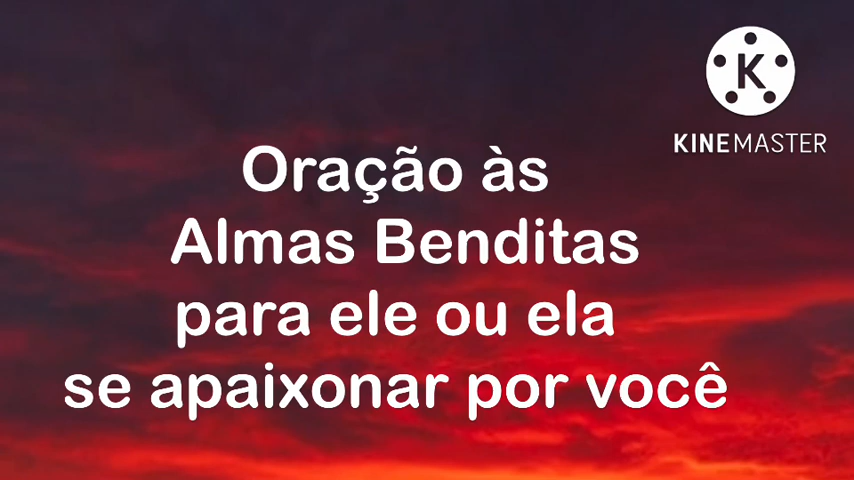 K
KINEMASTER
Oração às
Almas Benditas
para ele ou ela
se apaixonar por você